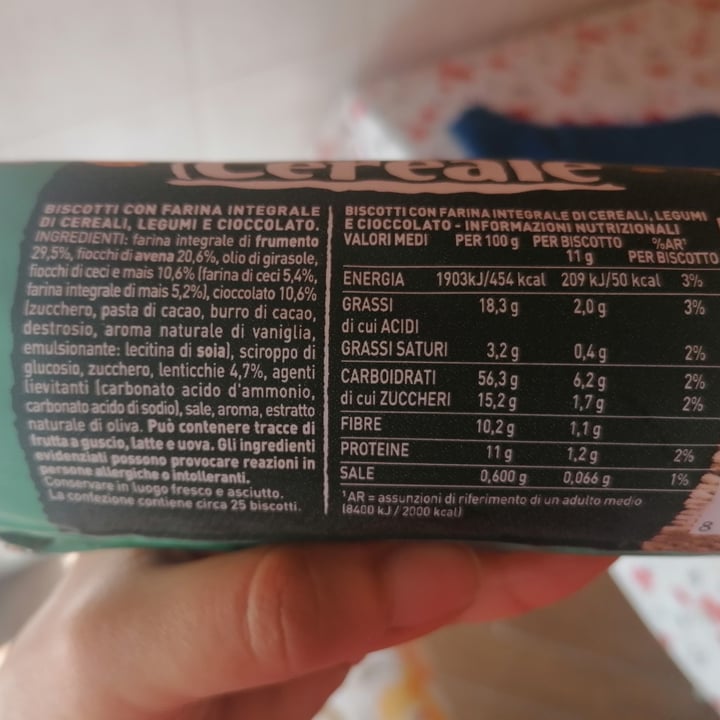 Cereale
BISCOTTI CON FARINA INTEGRALE
DI CEREALI, LEGUMI E CIOCCOLATO.
INGREDIENTI: farina integrale di frumento
29,5%, fiocchi di avena 20,6%, olio di girasole,
fiocchi di ceci e mais 10,6% (farina di ceci 5,4%,
farina integrale di mais 5,2%), cioccolato 10,6%
(zucchero, pasta di cacao, burro di cacao,
destrosio, aroma naturale di vaniglia,
emulsionante: lecitina di soia), sciroppo di
glucosio, zucchero, lenticchie 4,7%, agenti
lievitanti (carbonato acido d'ammonio,
carbonato acido di sodio), sale, aroma, estratto
naturale di oliva. Può contenere tracce di
frutta a guscio, latte e uova. Gli ingredienti
evidenziati possono provocare reazioni in
persone allergiche o intolleranti.
Conservare in luogo fresco e asciutto.
La confezione contiene circa 25 biscotti.
BISCOTTI CON FARINA INTEGRALE DI CEREALI, LEGUMI
E CIOCCOLATO - INFORMAZIONI NUTRIZIONALI
VALORI MEDI PER 100 g PER BISCOTTO %AR¹
11 g PER BISCOTTO
ENERGIA 1903kJ/454 kcal 209 kJ/50 kcal 3%
GRASSI 18,3 g 2,0 g 3%
di cui ACIDI
GRASSI SATURI 3,2 g 0,4 g 2%
CARBOIDRATI 56,3 g 6,2 g 2%
di cui ZUCCHERI 15,2 g 1,7 g 2%
FIBRE 10,2 g 1,1 g
PROTEINE 11 g 1,2 g 2%
SALE 0,600 g 0,066 g 1%
¹AR = assunzioni di riferimento di un adulto medio
(8400 kJ / 2000 kcal)
8